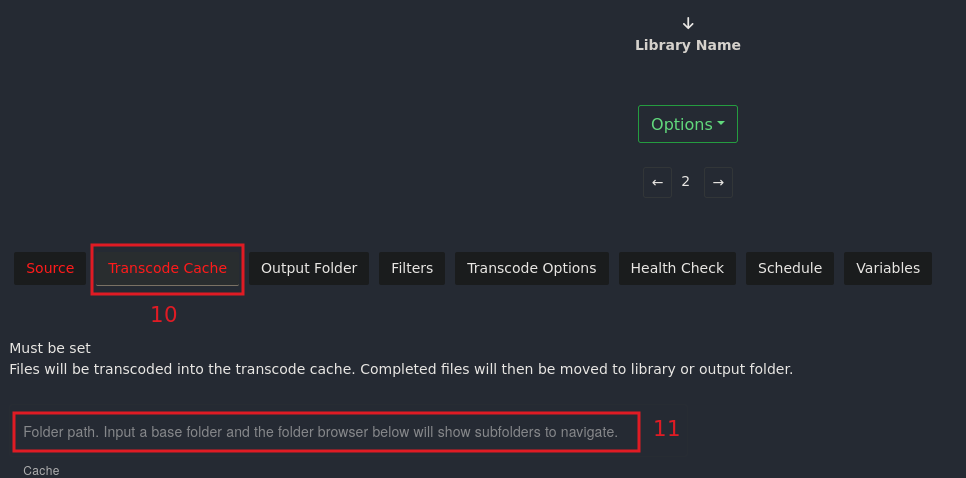 ↓
Library Name
Options
← 2 →
Source Transcode Cache Output Folder Filters Transcode Options Health Check Schedule Variables
10
Must be set
Files will be transcoded into the transcode cache. Completed files will then be moved to library or output folder.
Folder path. Input a base folder and the folder browser below will show subfolders to navigate. 11
Cache